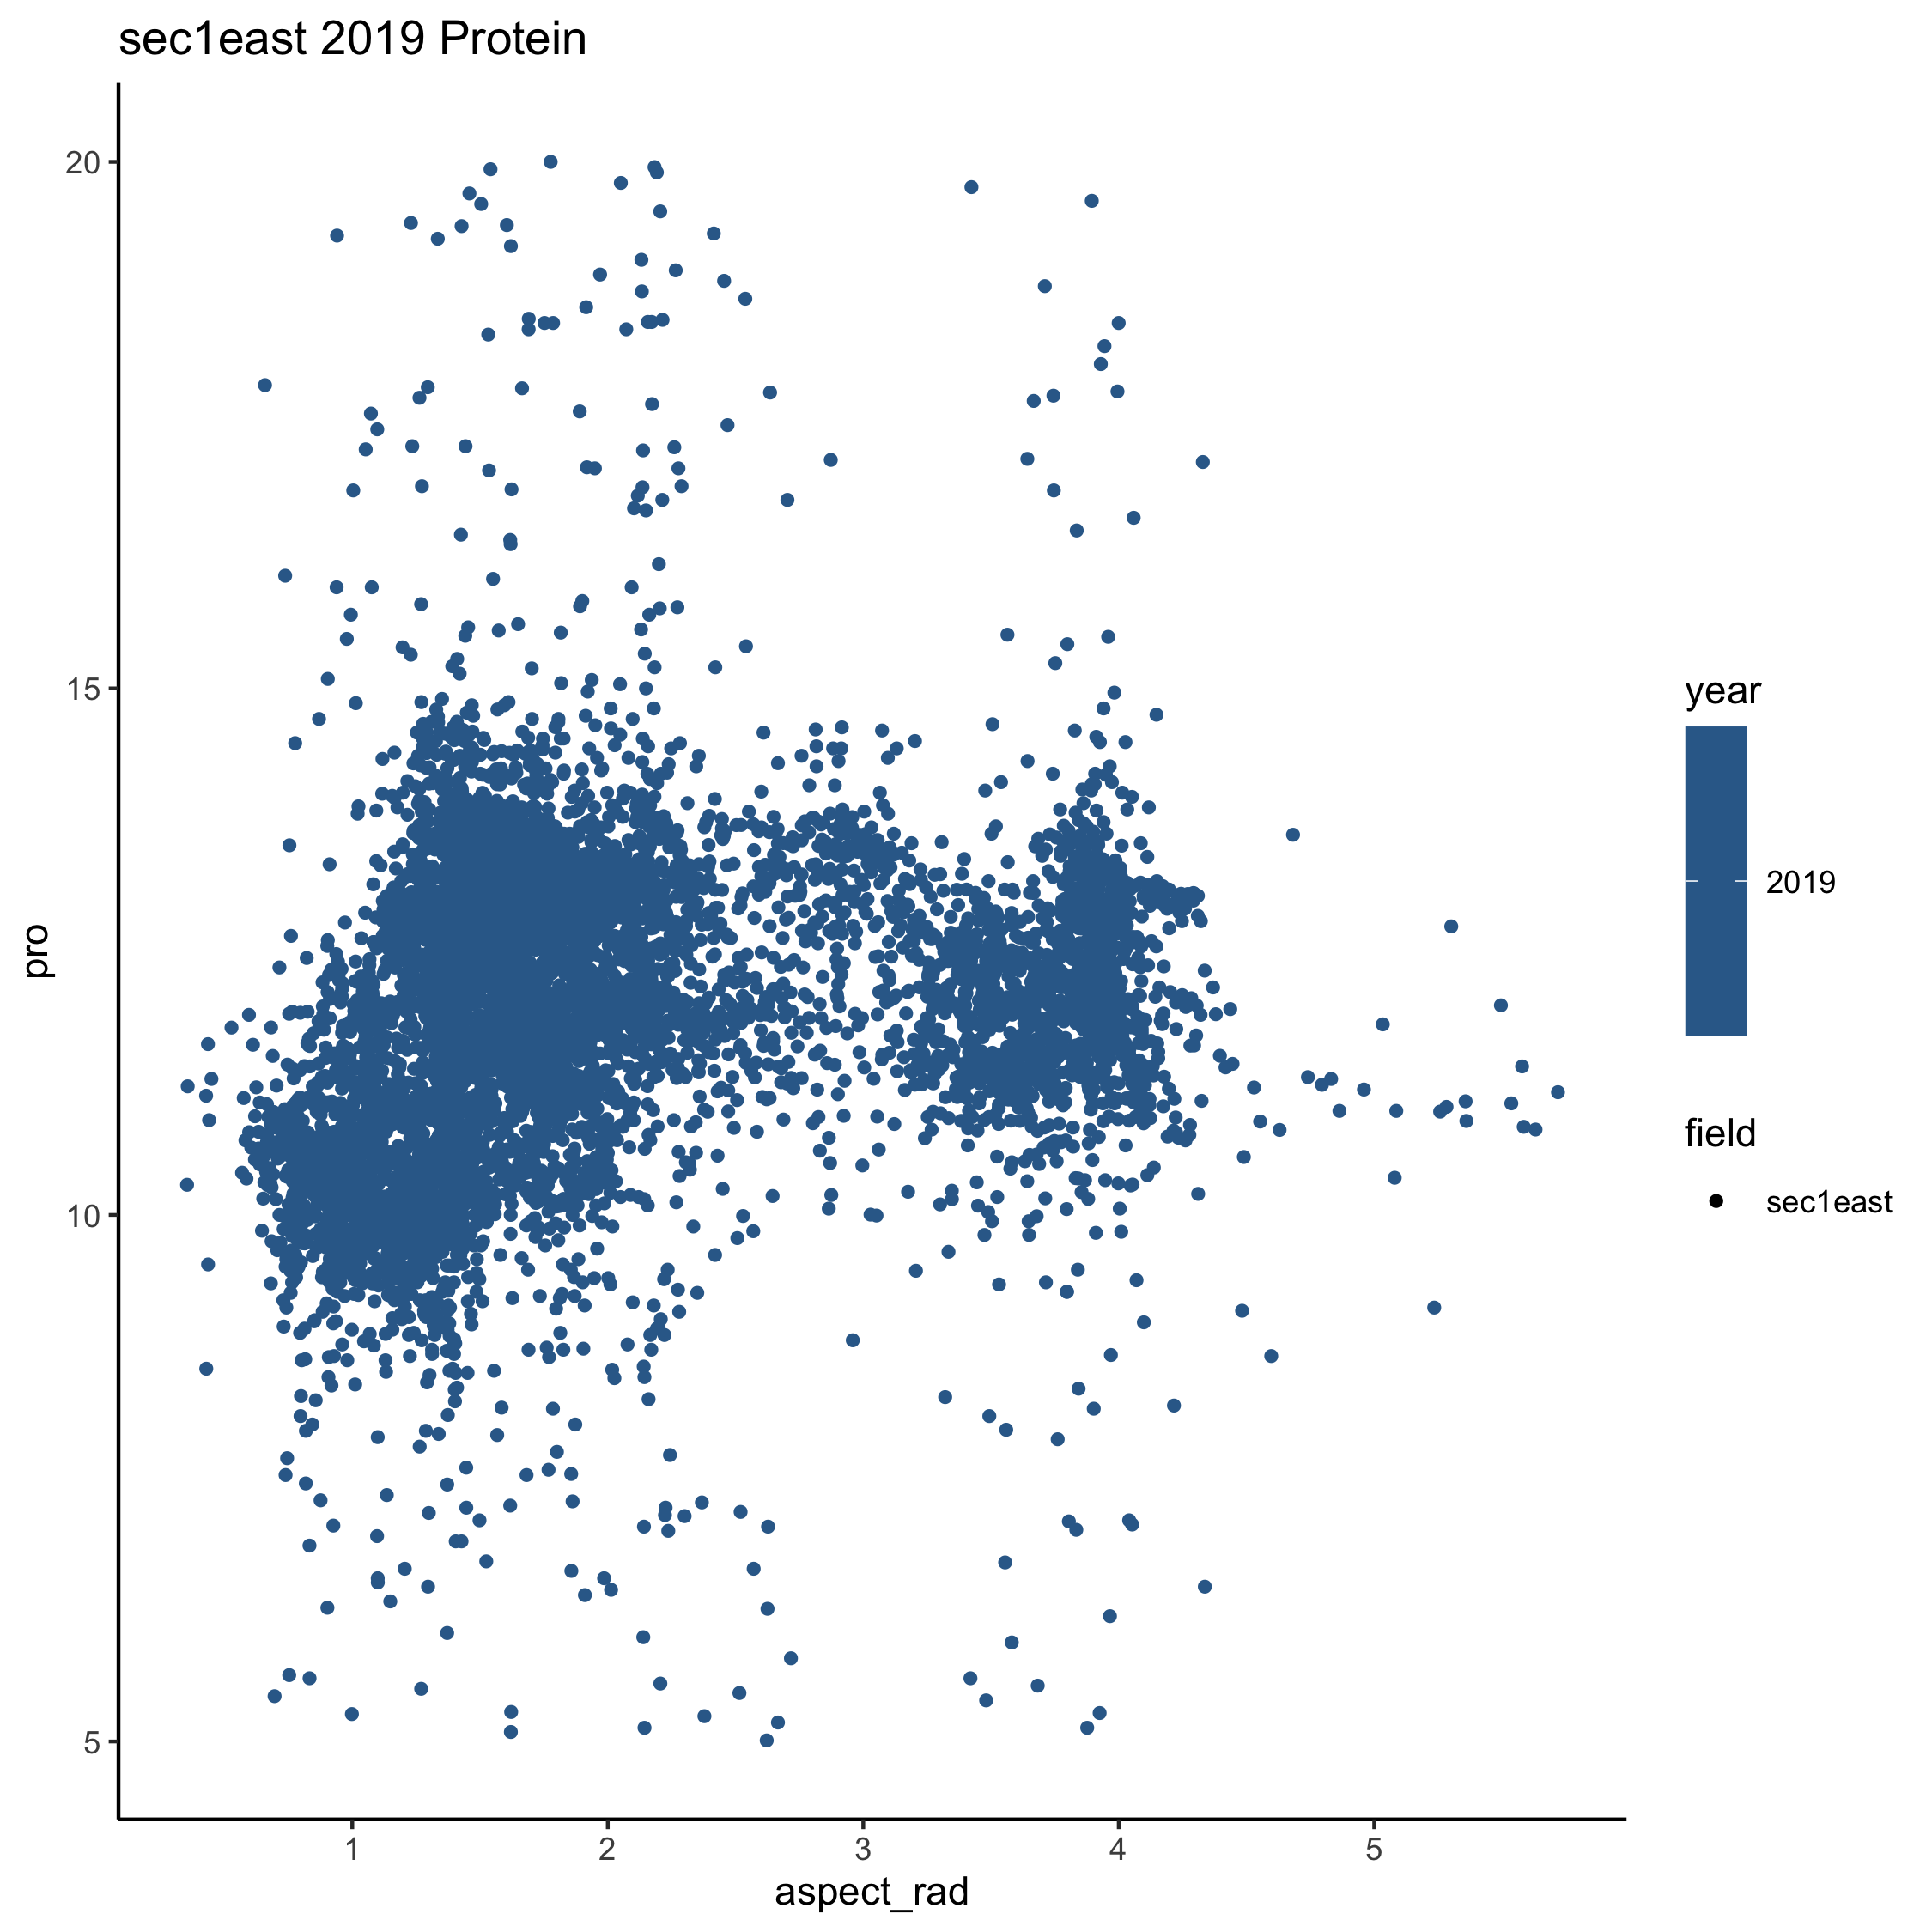 sec1east 2019 Protein
pro
20
15
10
5
1 2 3 4 5
aspect_rad
year
2019
field
sec1east